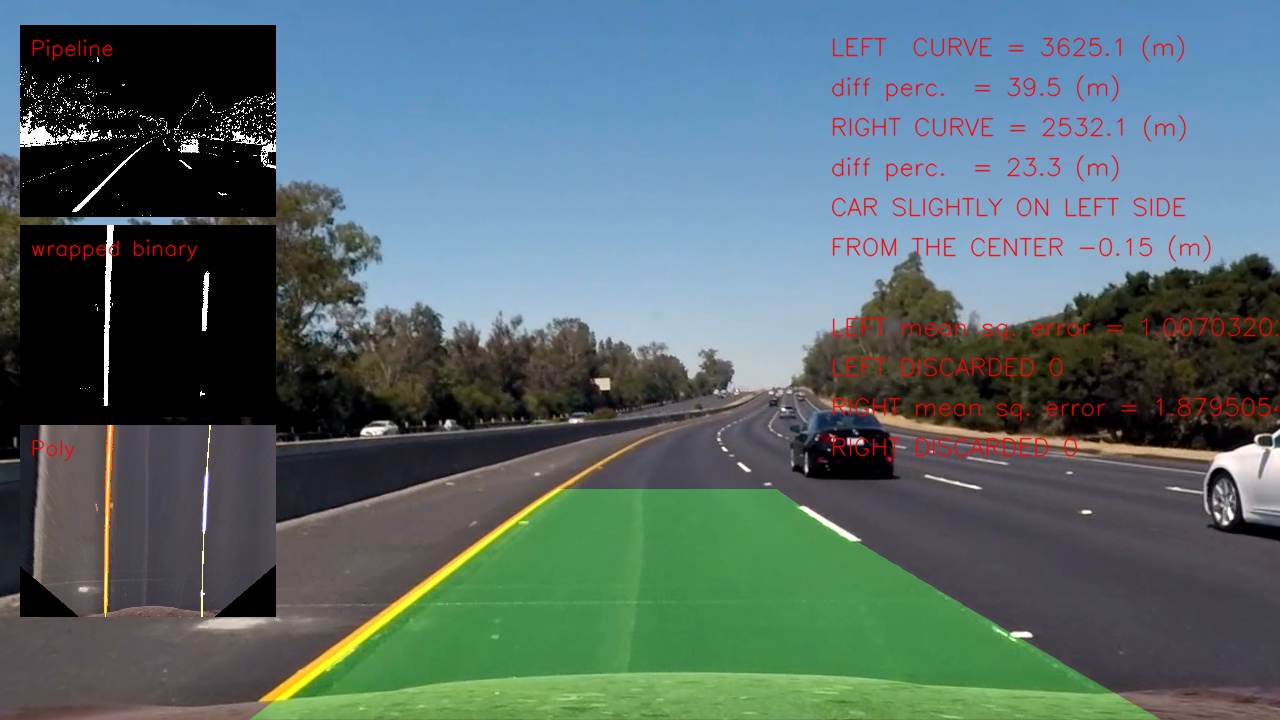 Pipeline
wrapped binary
Poly
LEFT CURVE = 3625.1 (m)
diff perc. = 39.5 (m)
RIGHT CURVE = 2532.1 (m)
diff perc. = 23.3 (m)
CAR SLIGHTLY ON LEFT SIDE
FROM THE CENTER -0.15 (m)
LEFT mean sq. error = 1.0070320
LEFT DISCARDED 0
RIGHT mean sq. error = 1.879505
RIGHT DISCARDED 0